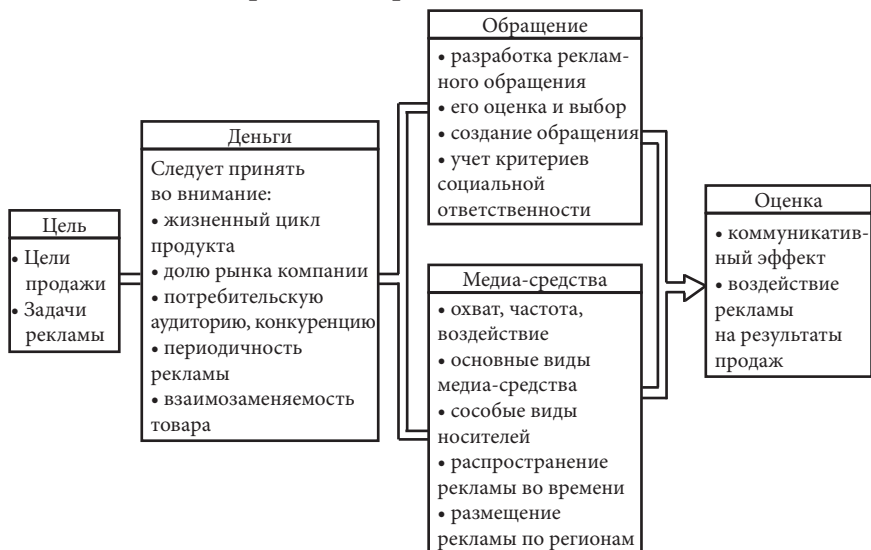 Цель
• Цели
продажи
• Задачи
рекламы
Деньги
Следует принять
во внимание:
• жизненный цикл
продукта
• долю рынка компании
• потребительскую
аудиторию, конкуренцию
• периодичность
рекламы
• взаимозаменяемость
товара
Обращение
• разработка реклам-
ного обращения
• его оценка и выбор
• создание обращения
• учет критериев
социальной
ответственности
Медиа-средства
• охват, частота,
воздействие
• основные виды
медиа-средства
• сособые виды
носителей
• распространение
рекламы во времени
• размещение
рекламы по регионам
Оценка
• коммуникатив-
ный эффект
• воздействие
рекламы
на результаты
продаж